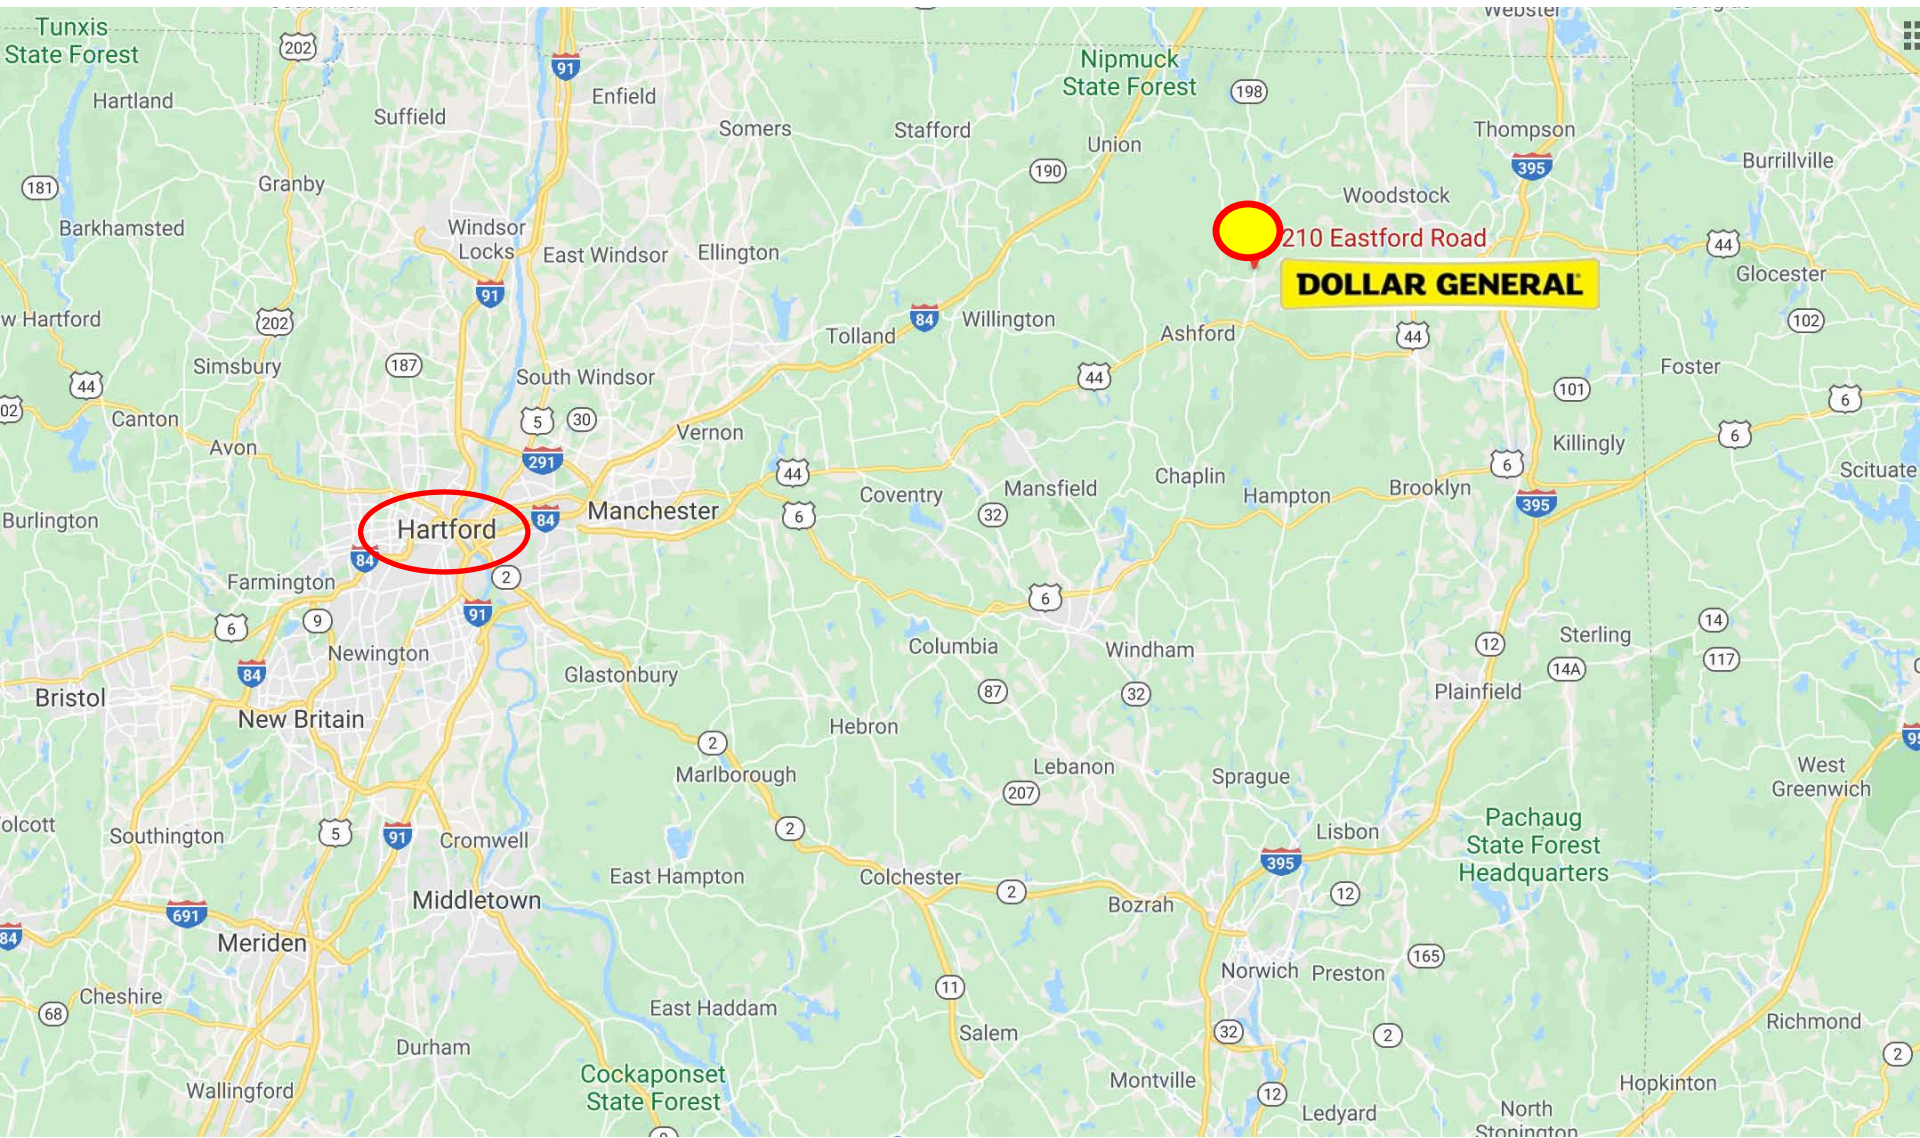 Tunxis
State Forest
202
91
Nipmuck
State Forest
198
Webster
Hartland
Suffield
Enfield
Somers
Stafford
Union
Thompson
395
Burrillville
181
Granby
190
Woodstock
Barkhamsted
Windsor
Locks
East Windsor
Ellington
210 Eastford Road
44
Glocester
DOLLAR GENERAL
91
w Hartford
202
84
Willington
Tolland
Ashford
44
102
Simsbury
187
South Windsor
44
44
101
Foster
02
Canton
5
30
6
Avon
Vernon
6
Killingly
291
44
6
Scituate
Coventry
Mansfield
Chaplin
Hampton
Brooklyn
395
Burlington
Hartford
84
Manchester
6
32
84
Farmington
2
6
9
91
6
14
Newington
Columbia
Windham
12
Sterling
84
Glastonbury
14A
117
Bristol
87
32
Plainfield
New Britain
Hebron
2
95
Marlborough
Lebanon
Sprague
West
Greenwich
207
olcott
Southington
5
91
Cromwell
2
Lisbon
Pachaug
State Forest
Headquarters
395
East Hampton
Colchester
2
12
Middletown
Bozrah
691
84
Meriden
165
Norwich
Preston
11
Cheshire
68
East Haddam
Salem
32
2
Richmond
Durham
2
Cockaponset
State Forest
Wallingford
Montville
12
Hopkinton
Ledyard
North
Stonington